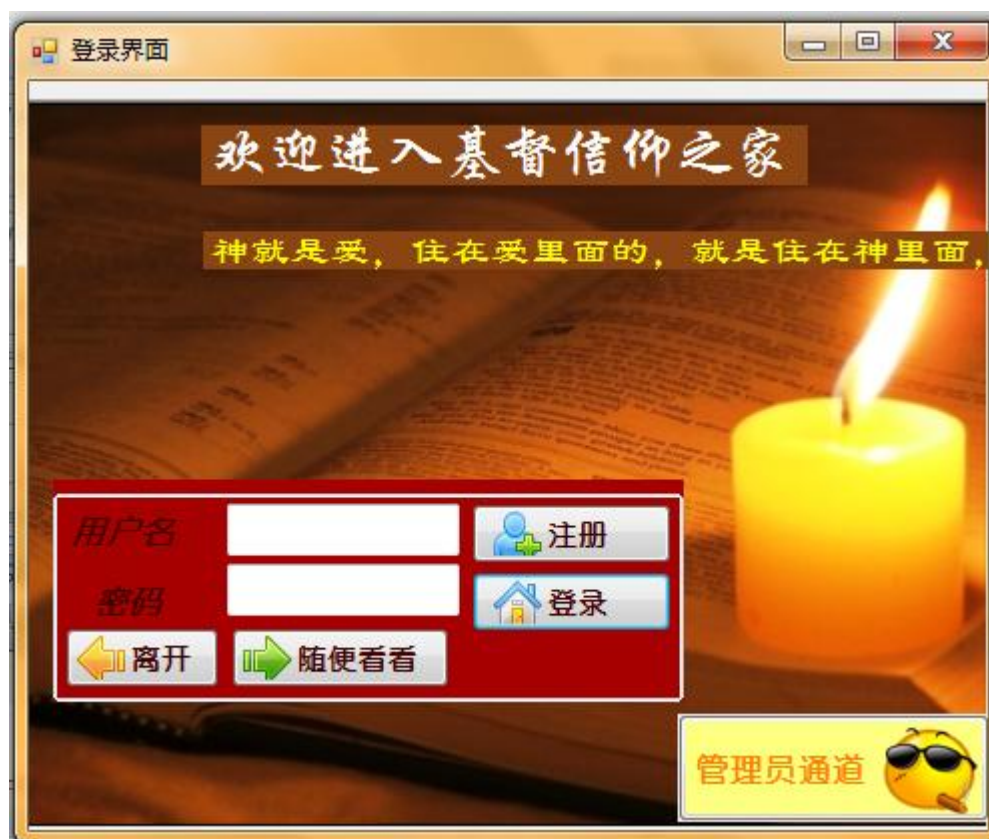 登录界面
欢迎进入基督信仰之家
神就是爱，住在爱里面的，就是住在神里面，
用户名
注册
密码
登录
离开
随便看看
管理员通道